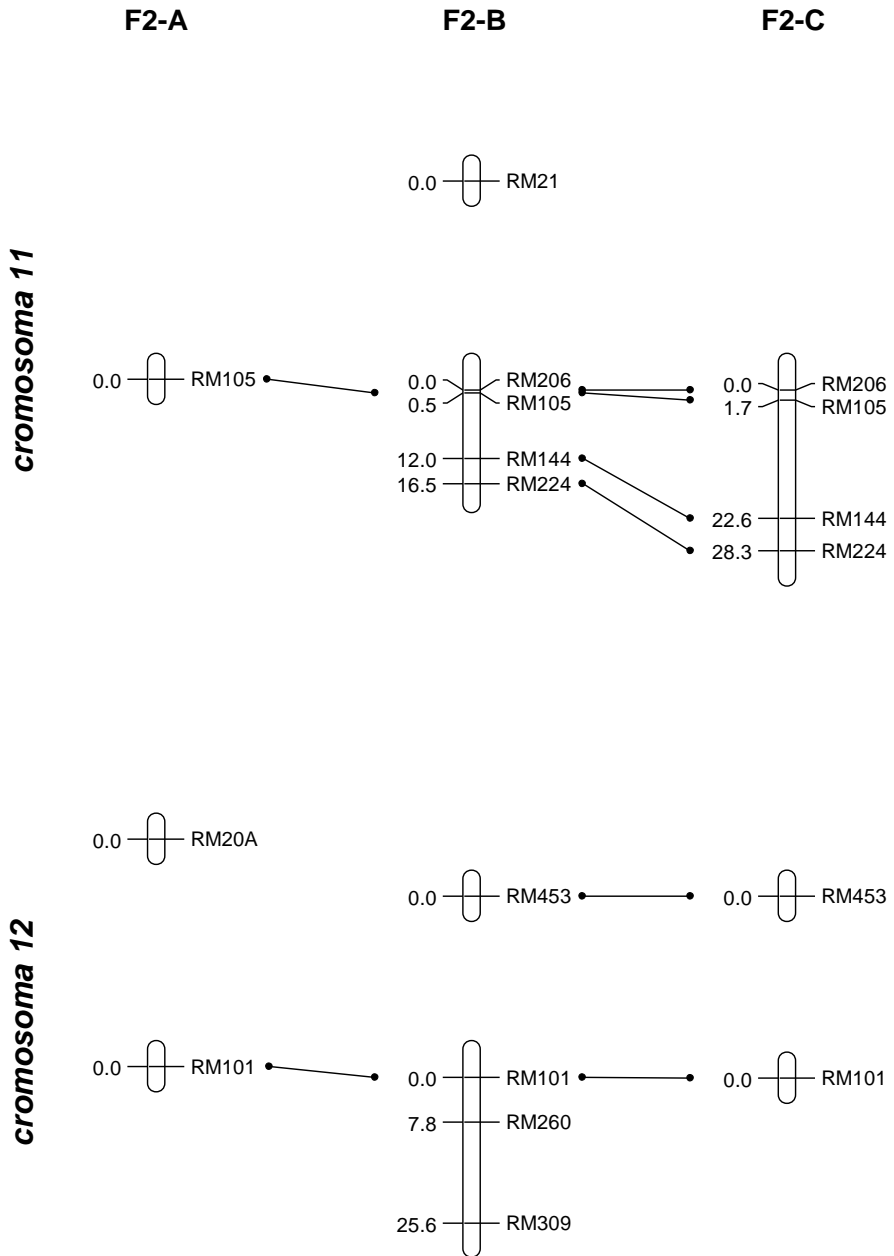 F2-A F2-B F2-C
cromosoma 11
0.0 RM21
0.0 RM105
0.0 RM206
0.5 RM105
12.0 RM144
16.5 RM224
0.0 RM206
1.7 RM105
22.6 RM144
28.3 RM224
cromosoma 12
0.0 RM20A
0.0 RM453
0.0 RM453
0.0 RM101
0.0 RM101
7.8 RM260
25.6 RM309
0.0 RM101